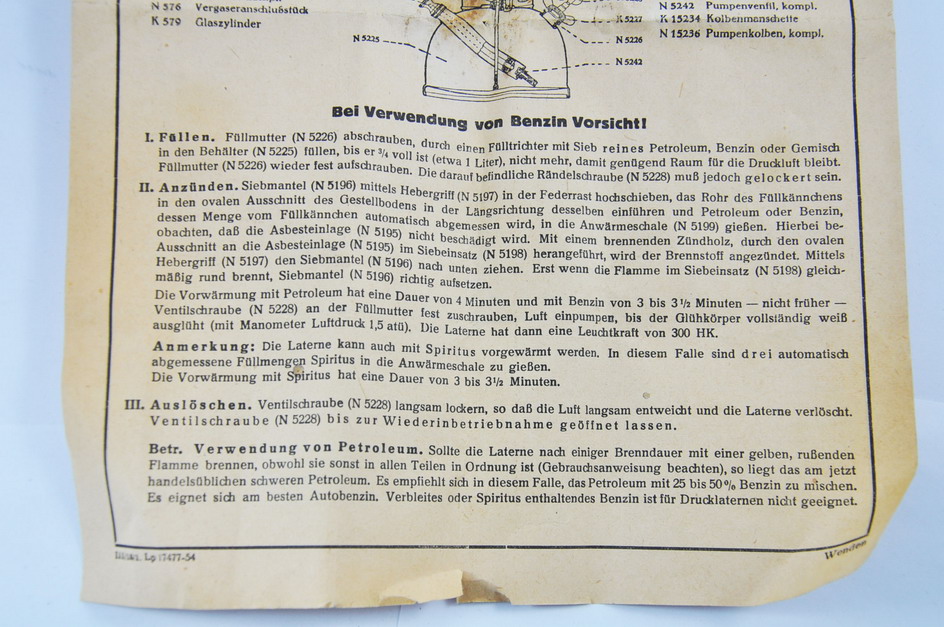 N 576 Vergaseranschlußstück
K 579 Glaszylinder
N 5225
K 5227
N 5226
N 5242
N 5242 Pumpenventil, kompl.
K 15234 Kolbenmanschette
N 15236 Pumpenkolben, kompl.
Bei Verwendung von Benzin Vorsicht!
I. Füllen. Füllmutter (N 5226) abschrauben, durch einen Fülltrichter mit Sieb reines Petroleum, Benzin oder Gemisch
in den Behälter (N 5225) füllen, bis er 3/4 voll ist (etwa 1 Liter), nicht mehr, damit genügend Raum für die Druckluft bleibt.
Füllmutter (N 5226) wieder fest aufschrauben. Die darauf befindliche Rändelschraube (N 5228) muß jedoch gelockert sein.
II. Anzünden. Siebmantel (N 5196) mittels Hebergriff (N 5197) in der Federrast hochschieben, das Rohr des Füllkännchens
in den ovalen Ausschnitt des Gestellbodens in der Längsrichtung desselben einführen und Petroleum oder Benzin,
dessen Menge vom Füllkännchen automatisch abgemessen wird, in die Anwärmeschale (N 5199) gießen. Hierbei be-
obachten, daß die Asbesteinlage (N 5195) nicht beschädigt wird. Mit einem brennenden Zündholz, durch den ovalen
Ausschnitt an die Asbesteinlage (N 5195) im Siebeinsatz (N 5198) herangeführt, wird der Brennstoff angezündet. Mittels
Hebergriff (N 5197) den Siebmantel (N 5196) nach unten ziehen. Erst wenn die Flamme im Siebeinsatz (N 5198) gleich-
mäßig rund brennt, Siebmantel (N 5196) richtig aufsetzen.
Die Vorwärmung mit Petroleum hat eine Dauer von 4 Minuten und mit Benzin von 3 bis 3 1/2 Minuten — nicht früher —
Ventilschraube (N 5228) an der Füllmutter fest zuschrauben, Luft einpumpen, bis der Glühkörper vollständig weiß
ausglüht (mit Manometer Luftdruck 1,5 atü). Die Laterne hat dann eine Leuchtkraft von 300 HK.
Anmerkung: Die Laterne kann auch mit Spiritus vorgewärmt werden. In diesem Falle sind drei automatisch
abgemessene Füllmengen Spiritus in die Anwärmeschale zu gießen.
Die Vorwärmung mit Spiritus hat eine Dauer von 3 bis 3 1/2 Minuten.
III. Auslöschen. Ventilschraube (N 5228) langsam lockern, so daß die Luft langsam entweicht und die Laterne verlöscht.
Ventilschraube (N 5228) bis zur Wiederinbetriebnahme geöffnet lassen.
Betr. Verwendung von Petroleum. Sollte die Laterne nach einiger Brenndauer mit einer gelben, rußenden
Flamme brennen, obwohl sie sonst in allen Teilen in Ordnung ist (Gebrauchsanweisung beachten), so liegt das am jetzt
handelsüblichen schweren Petroleum. Es empfiehlt sich in diesem Falle, das Petroleum mit 25 bis 50% Benzin zu mischen.
Es eignet sich am besten Autobenzin. Verbleites oder Spiritus enthaltendes Benzin ist für Drucklaternen nicht geeignet.
Lp 17477-54
Wenden